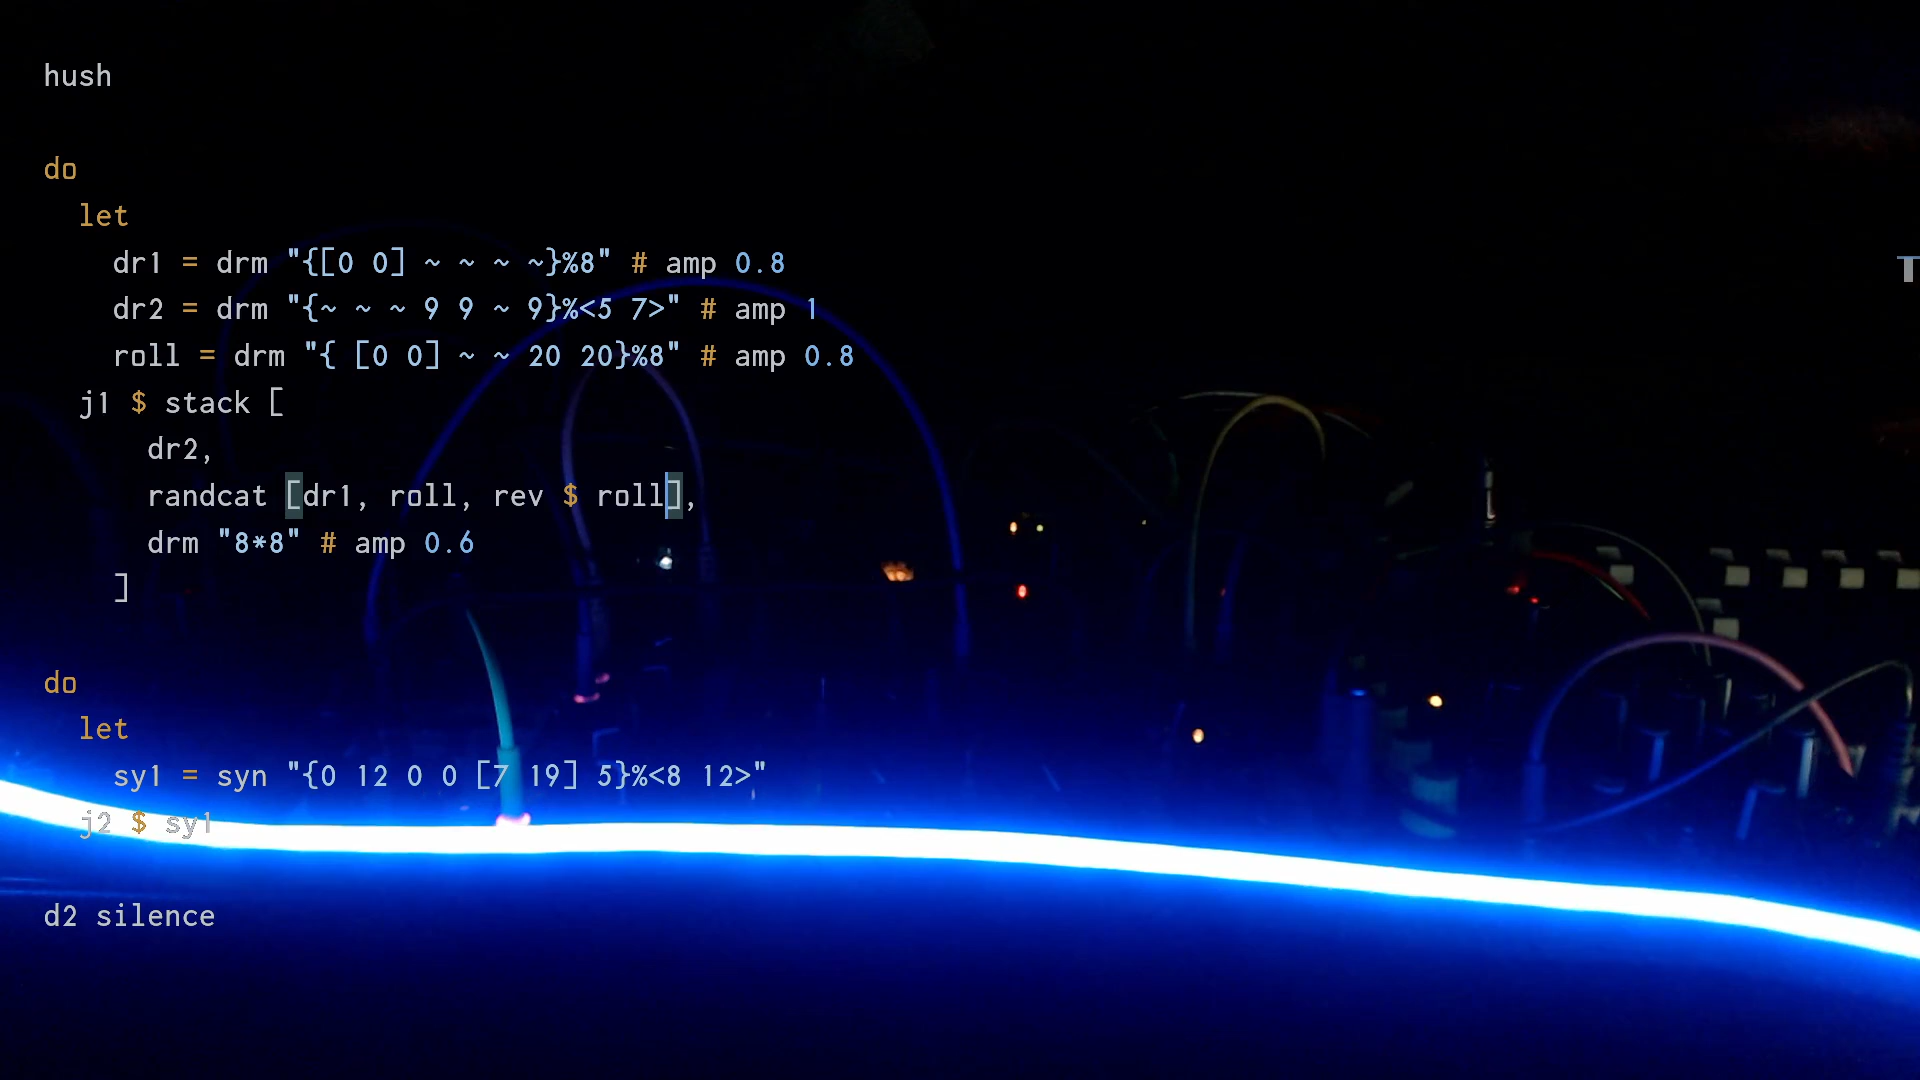 hush
do
let
dr1 = drm "{[0 0] ~ ~ ~ ~}%8" # amp 0.8
dr2 = drm "{~ ~ ~ 9 9 ~ 9}%<5 7>" # amp 1
roll = drm "{ [0 0] ~ ~ 20 20}%8" # amp 0.8
j1 $ stack [
dr2,
randcat [dr1, roll, rev $ roll],
drm "8*8" # amp 0.6
]
do
let
sy1 = syn "{0 12 0 0 [7 19] 5}%<8 12>"
j2 $ sy1
d2 silence